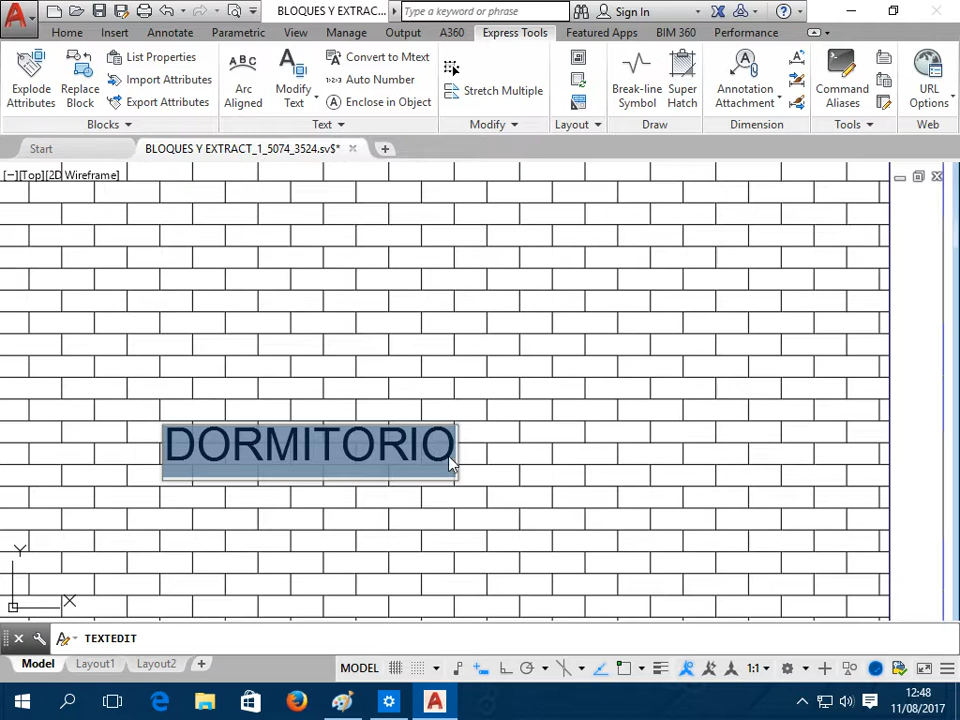 BLOQUES Y EXTRACT...
Type a keyword or phrase
Sign In
Home Insert Annotate Parametric View Manage Output A360 Express Tools Featured Apps BIM 360 Performance
Explode Attributes
Replace Block
List Properties
Import Attributes
Export Attributes
Arc Aligned
Modify Text
Convert to Mtext
Auto Number
Enclose in Object
Stretch Multiple
Break-line Symbol
Super Hatch
Annotation Attachment
Command Aliases
URL Options
Blocks Text Modify Layout Draw Dimension Tools Web
Start BLOQUES Y EXTRACT_1_5074_3524.sv$*
[−][Top][2D Wireframe]
DORMITORIO
Y
X
TEXTEDIT
Model Layout1 Layout2 MODEL 1:1
12:48
11/08/2017